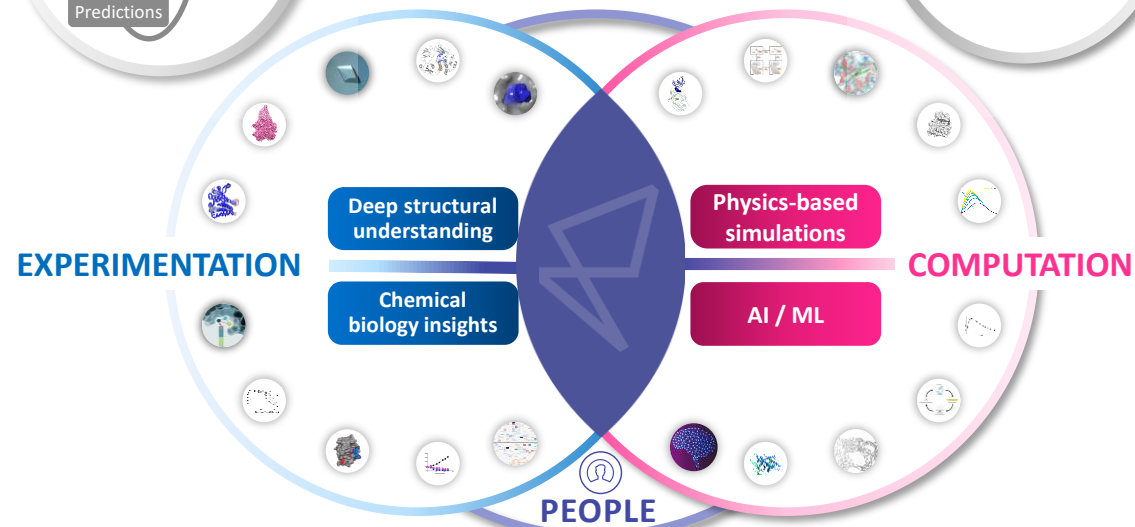 Predictions
Deep structural
understanding
Physics-based
simulations
EXPERIMENTATION
COMPUTATION
Chemical
biology insights
AI / ML
PEOPLE